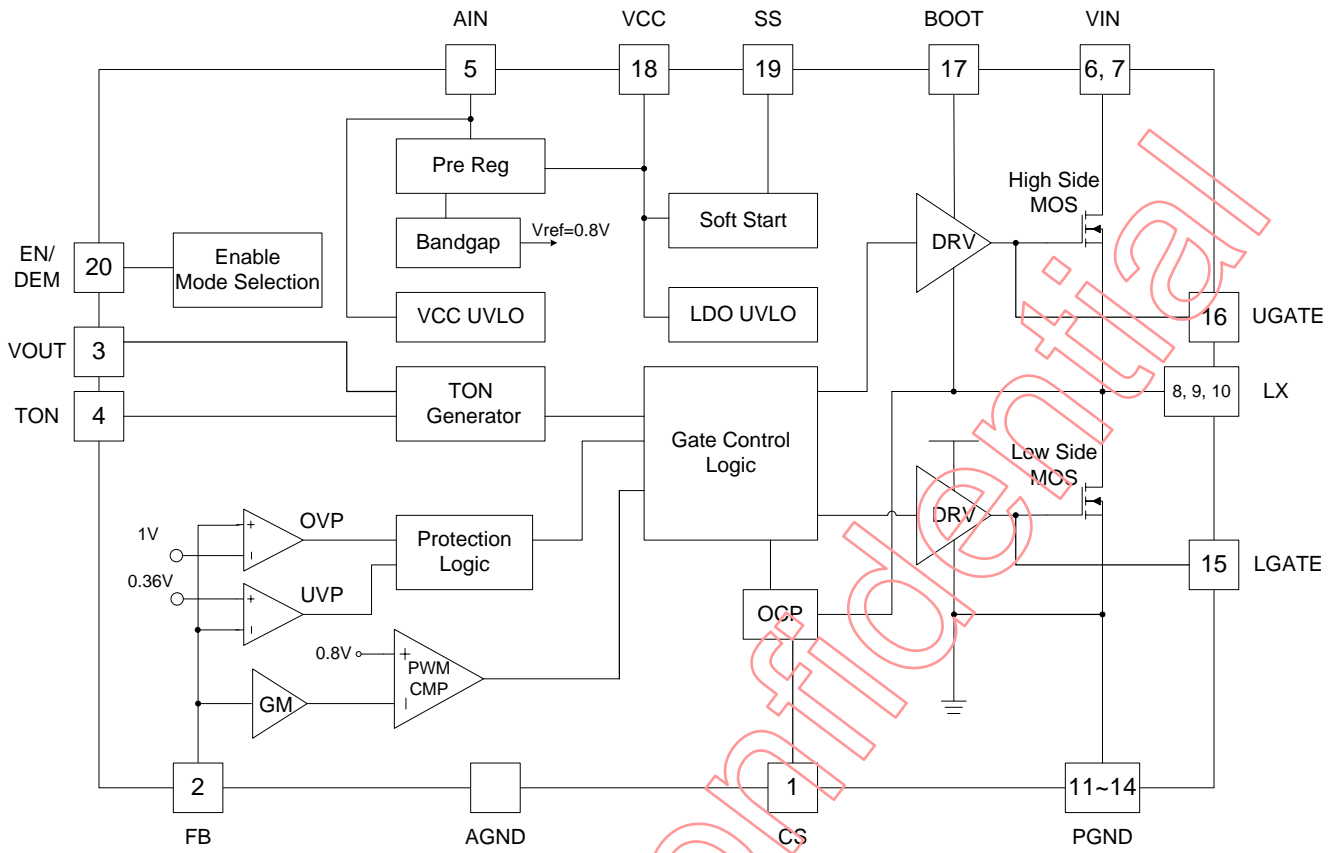 AIN
VCC
SS
BOOT
VIN
5
18
19
17
6, 7
Pre Reg
High Side
MOS
Soft Start
Bandgap
Vref=0.8V
DRV
EN/
DEM
20
Enable
Mode Selection
VCC UVLO
LDO UVLO
16
UGATE
VOUT
3
TON
4
TON
Generator
Gate Control
Logic
8, 9, 10
LX
Low Side
MOS
DRV
1V
+
-
OVP
Protection
Logic
0.36V
+
-
UVP
15
LGATE
OCP
0.8V
+
PWM
CMP
-
GM
2
1
11~14
FB
AGND
CS
PGND
onfidential